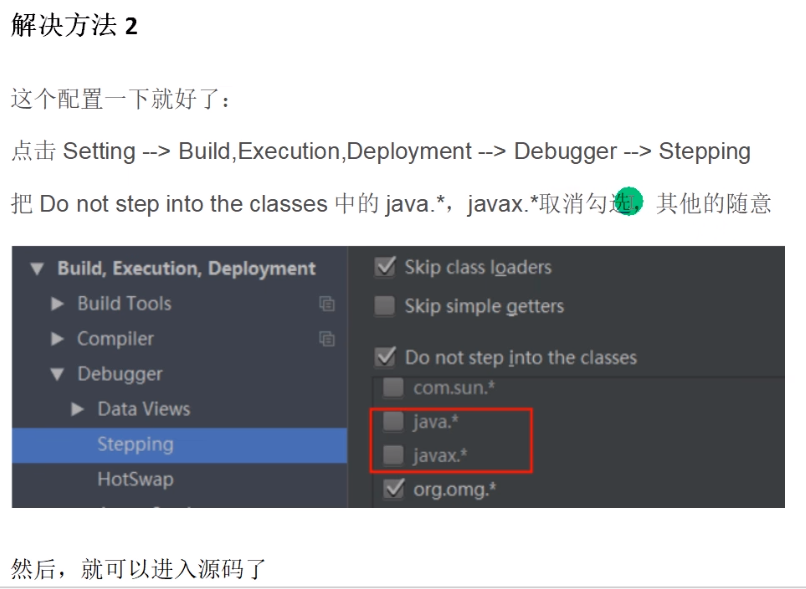 解决方法 2
这个配置一下就好了：
点击 Setting --> Build,Execution,Deployment --> Debugger --> Stepping
把 Do not step into the classes 中的 java.*，javax.*取消勾选，其他的随意
Build, Execution, Deployment
Build Tools
Compiler
Debugger
Data Views
Stepping
HotSwap
Skip class loaders
Skip simple getters
Do not step into the classes
com.sun.*
java.*
javax.*
org.omg.*
然后，就可以进入源码了